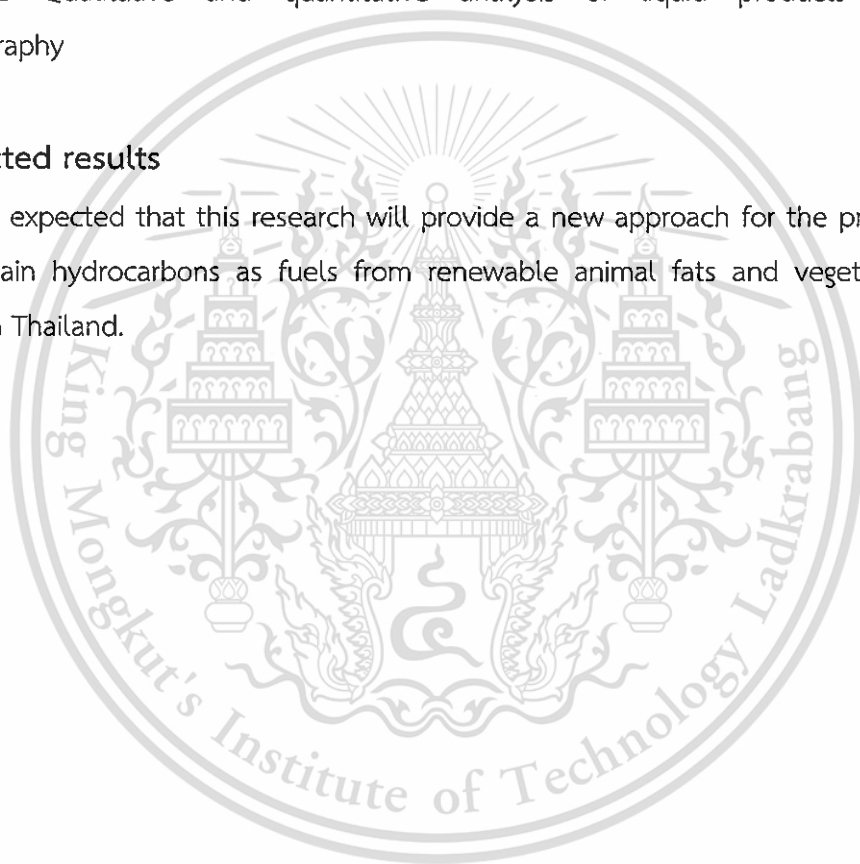 Qualitative and quantitative analysis of liquid products
raphy
ted results
expected that this research will provide a new approach for the pr
ain hydrocarbons as fuels from renewable animal fats and veget
Thailand.
King Mongkut's Institute of Technology Ladkrabang